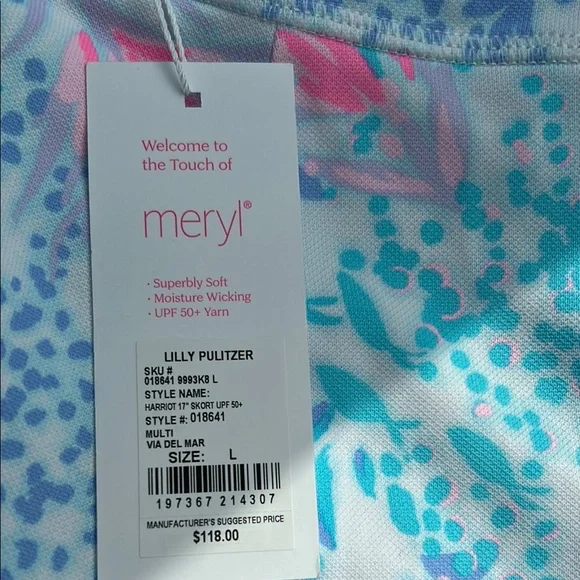 Welcome to
the Touch of
meryl®
· Superbly Soft
· Moisture Wicking
· UPF 50+ Yarn
LILLY PULITZER
SKU #
018641 9993K8 L
STYLE NAME:
HARRIOT 17" SKORT UPF 50+
STYLE #: 018641
MULTI
VIA DEL MAR
SIZE: L
197367 214307
MANUFACTURER'S SUGGESTED PRICE
$118.00